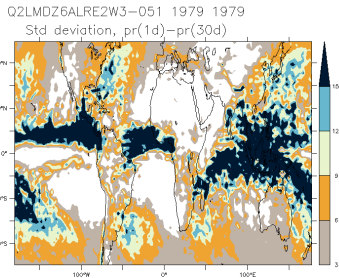 Q2LMDZ6ALRE2W3-051 1979 1979
Std deviation, pr(1d)-pr(30d)
15
12
9
6
3
0°
100°W
0°
100°E